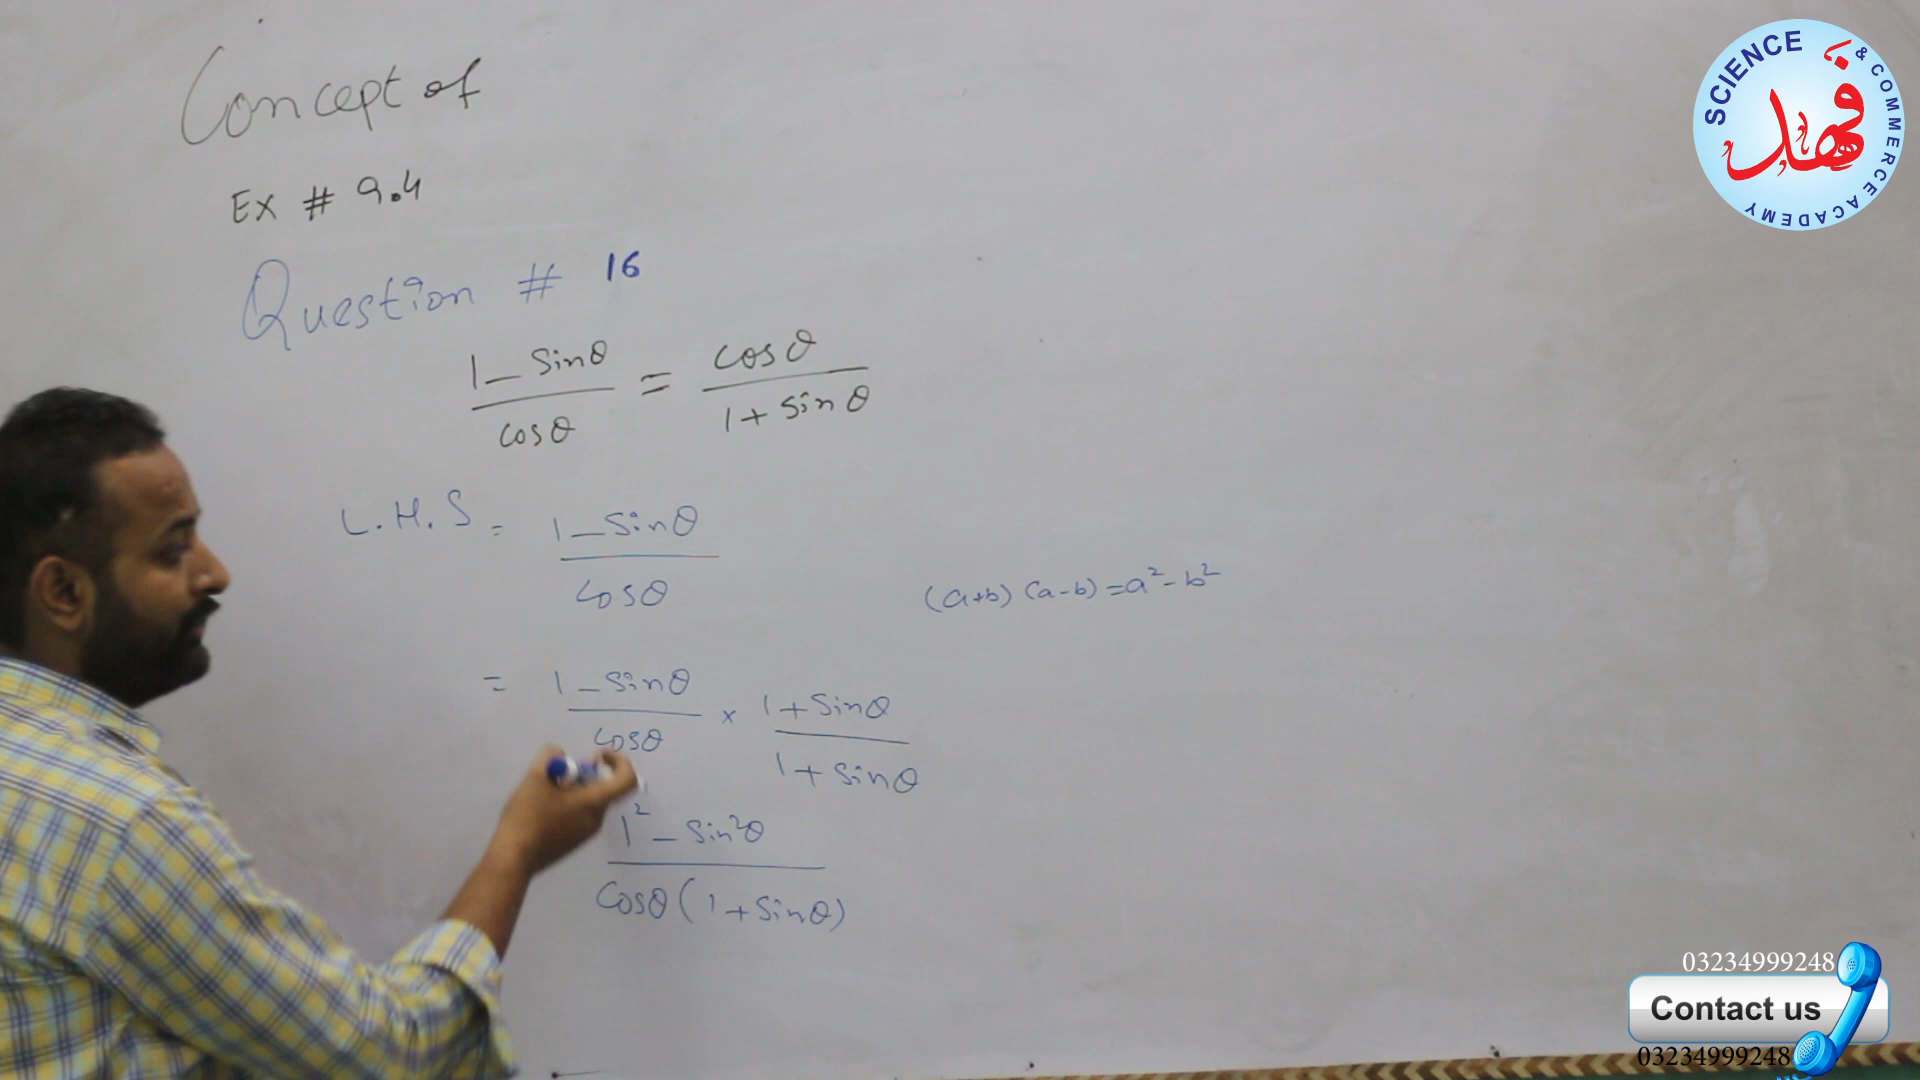 Concept of
Ex # 9.4
Question # 16
1 - Sinθ / Cosθ = Cosθ / 1 + Sinθ
L.H.S = 1 - Sinθ / Cosθ
(a+b) (a-b) = a² - b²
= 1 - Sinθ / Cosθ × 1 + Sinθ / 1 + Sinθ
1² - Sin²θ / Cosθ (1 + Sinθ)
SCIENCE & COMMERCE ACADEMY
فہد
03234999248
Contact us
03234999248